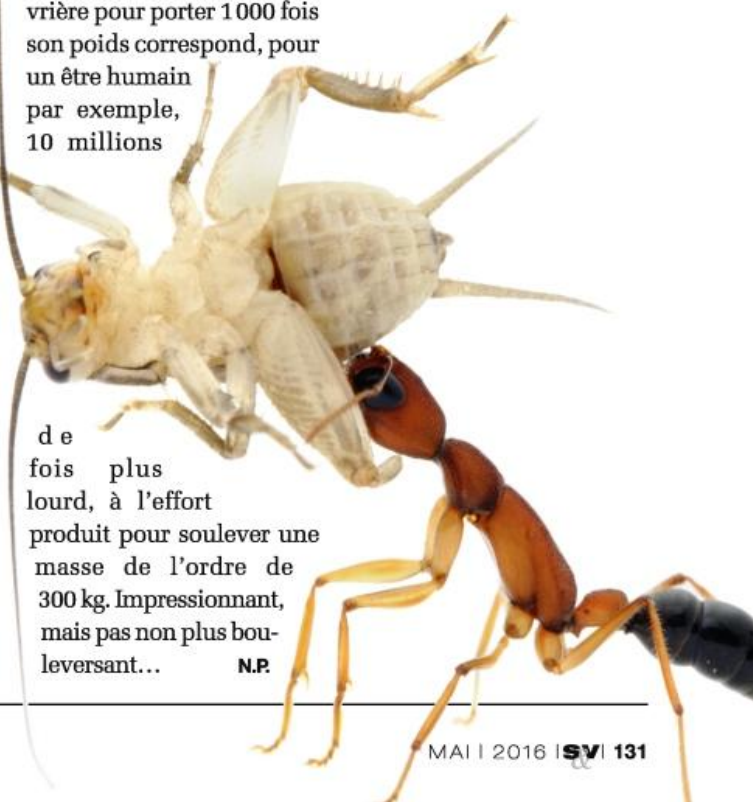 vrière pour porter 1 000 fois
son poids correspond, pour
un être humain
par exemple,
10 millions
de
fois plus
lourd, à l'effort
produit pour soulever une
masse de l'ordre de
300 kg. Impressionnant,
mais pas non plus bou-
leversant... N.P.
MAI | 2016 | S&V | 131